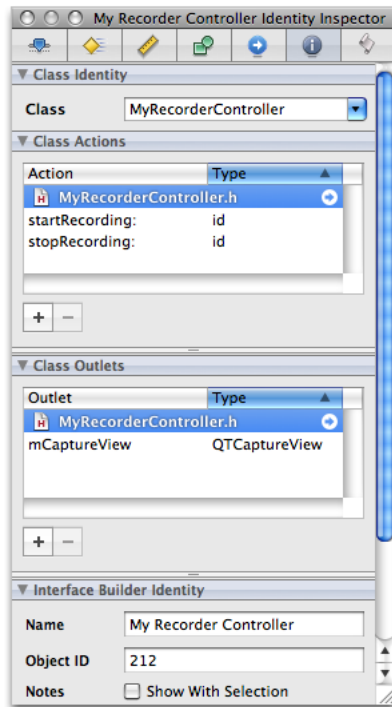 My Recorder Controller Identity Inspector
Class Identity
Class MyRecorderController
Class Actions
Action Type
MyRecorderController.h
startRecording: id
stopRecording: id
Class Outlets
Outlet Type
MyRecorderController.h
mCaptureView QTCaptureView
Interface Builder Identity
Name My Recorder Controller
Object ID 212
Notes Show With Selection